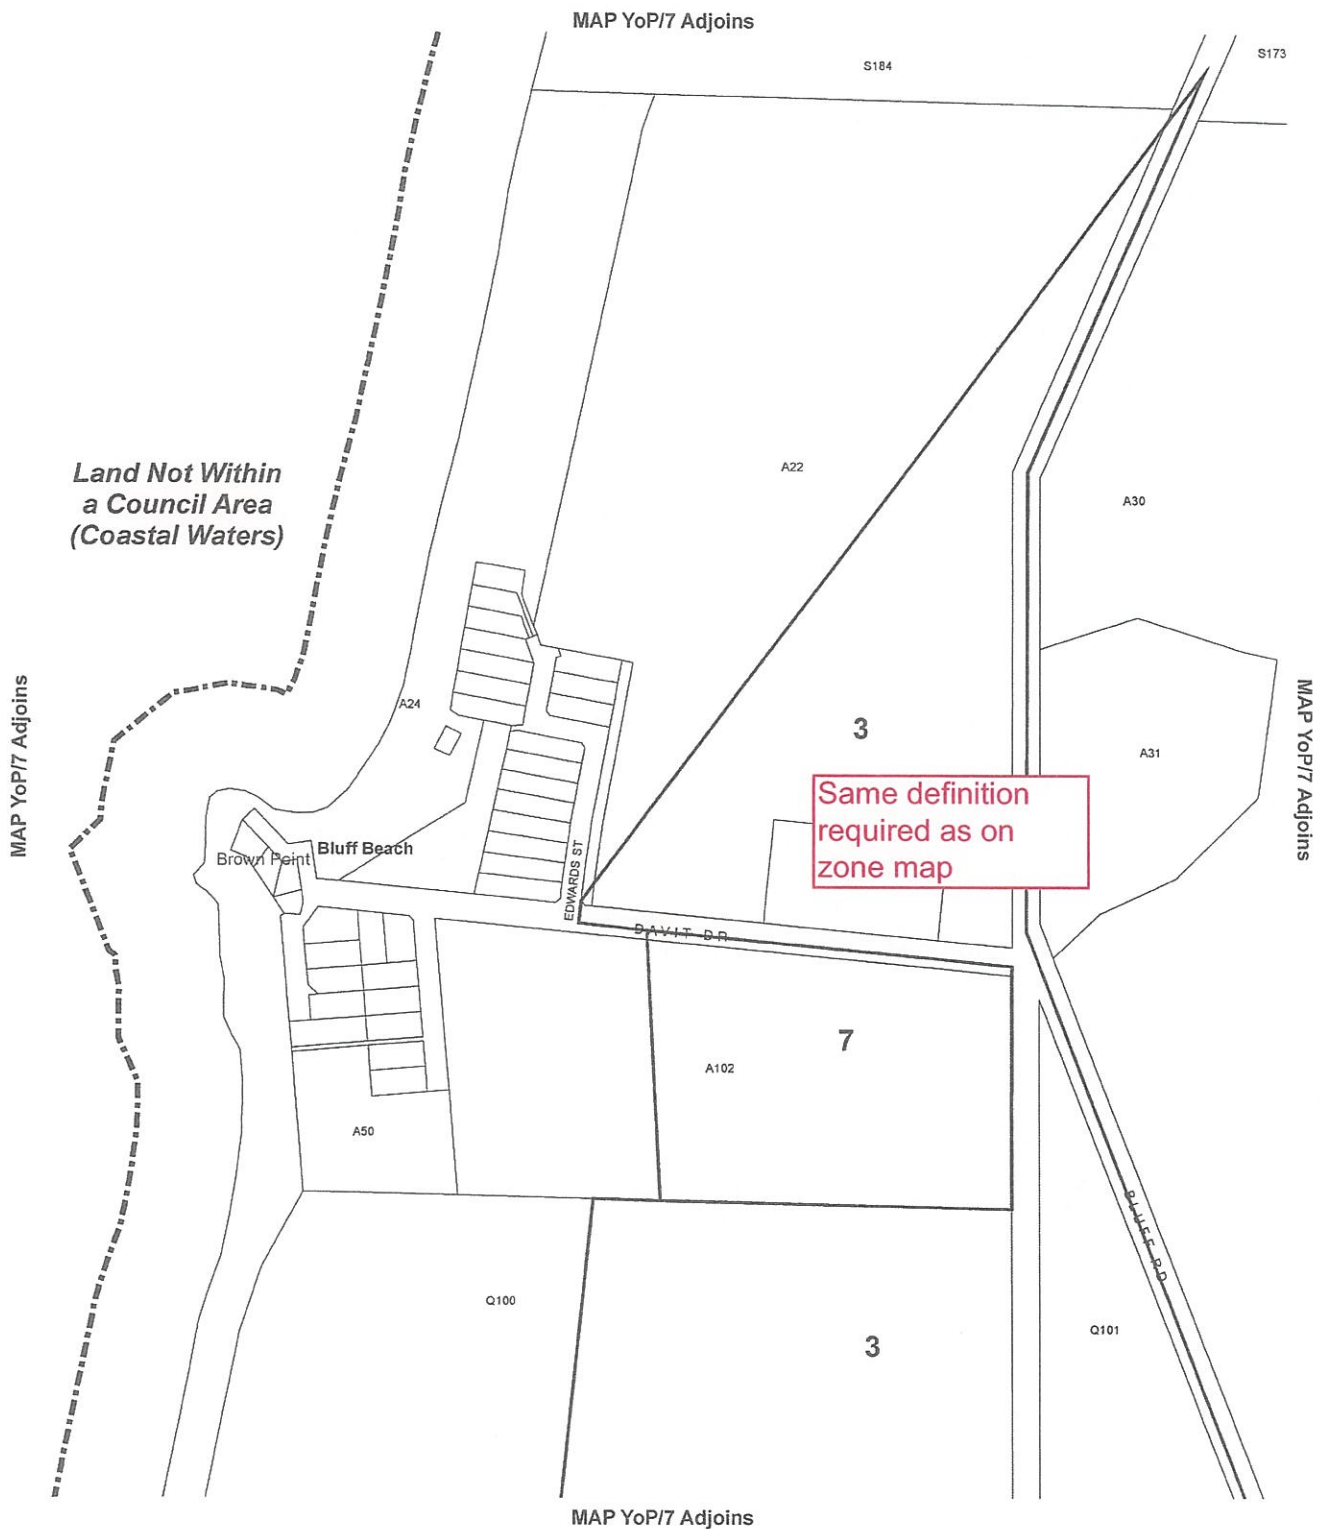 MAP YoP/7 Adjoins
S184
S173
Land Not Within
a Council Area
(Coastal Waters)
A22
A30
MAP YoP/7 Adjoins
A24
3
A31
MAP YoP/7 Adjoins
Same definition
required as on
zone map
Brown Point
Bluff Beach
EDWARDS ST
DAVIT DR
7
A102
A50
BLUFF RD
Q100
Q101
3
MAP YoP/7 Adjoins